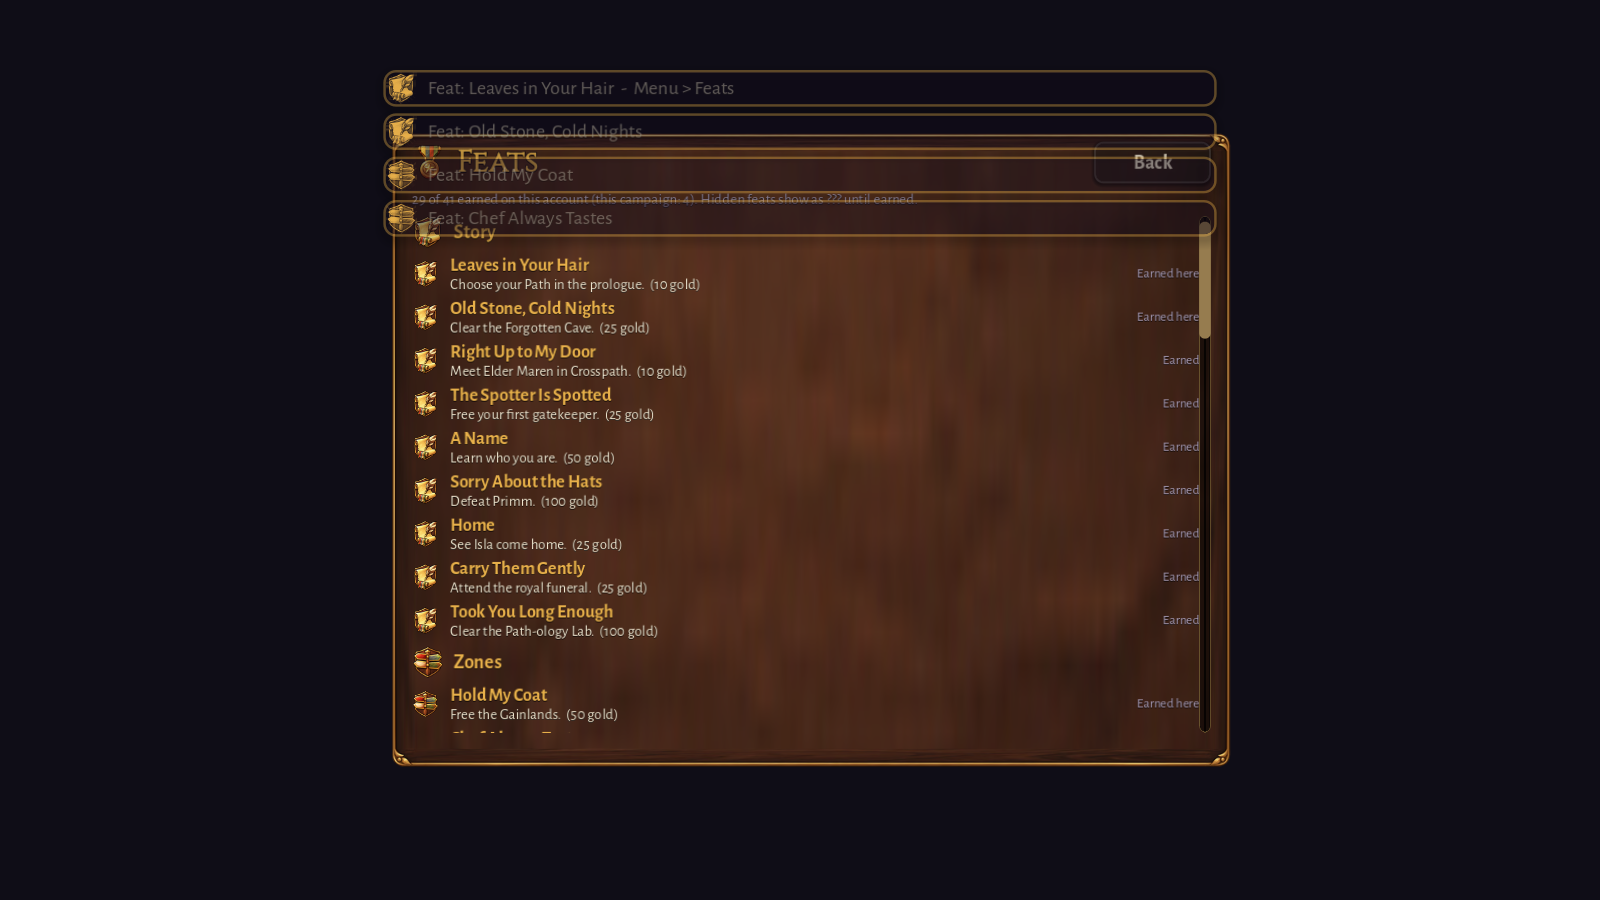 Feat: Leaves in Your Hair - Menu > Feats
Feat: Old Stone, Cold Nights
Feats
Back
Feat: Hold My Coat
29 of 41 earned on this account (this campaign: 4). Hidden feats show as ??? until earned.
Feat: Chef Always Tastes
Story
Leaves in Your Hair
Choose your Path in the prologue. (10 gold)
Earned here
Old Stone, Cold Nights
Clear the Forgotten Cave. (25 gold)
Earned here
Right Up to My Door
Meet Elder Maren in Crosspath. (10 gold)
Earned
The Spotter Is Spotted
Free your first gatekeeper. (25 gold)
Earned
A Name
Learn who you are. (50 gold)
Earned
Sorry About the Hats
Defeat Primm. (100 gold)
Earned
Home
See Isla come home. (25 gold)
Earned
Carry Them Gently
Attend the royal funeral. (25 gold)
Earned
Took You Long Enough
Clear the Path-ology Lab. (100 gold)
Earned
Zones
Hold My Coat
Free the Gainlands. (50 gold)
Earned here